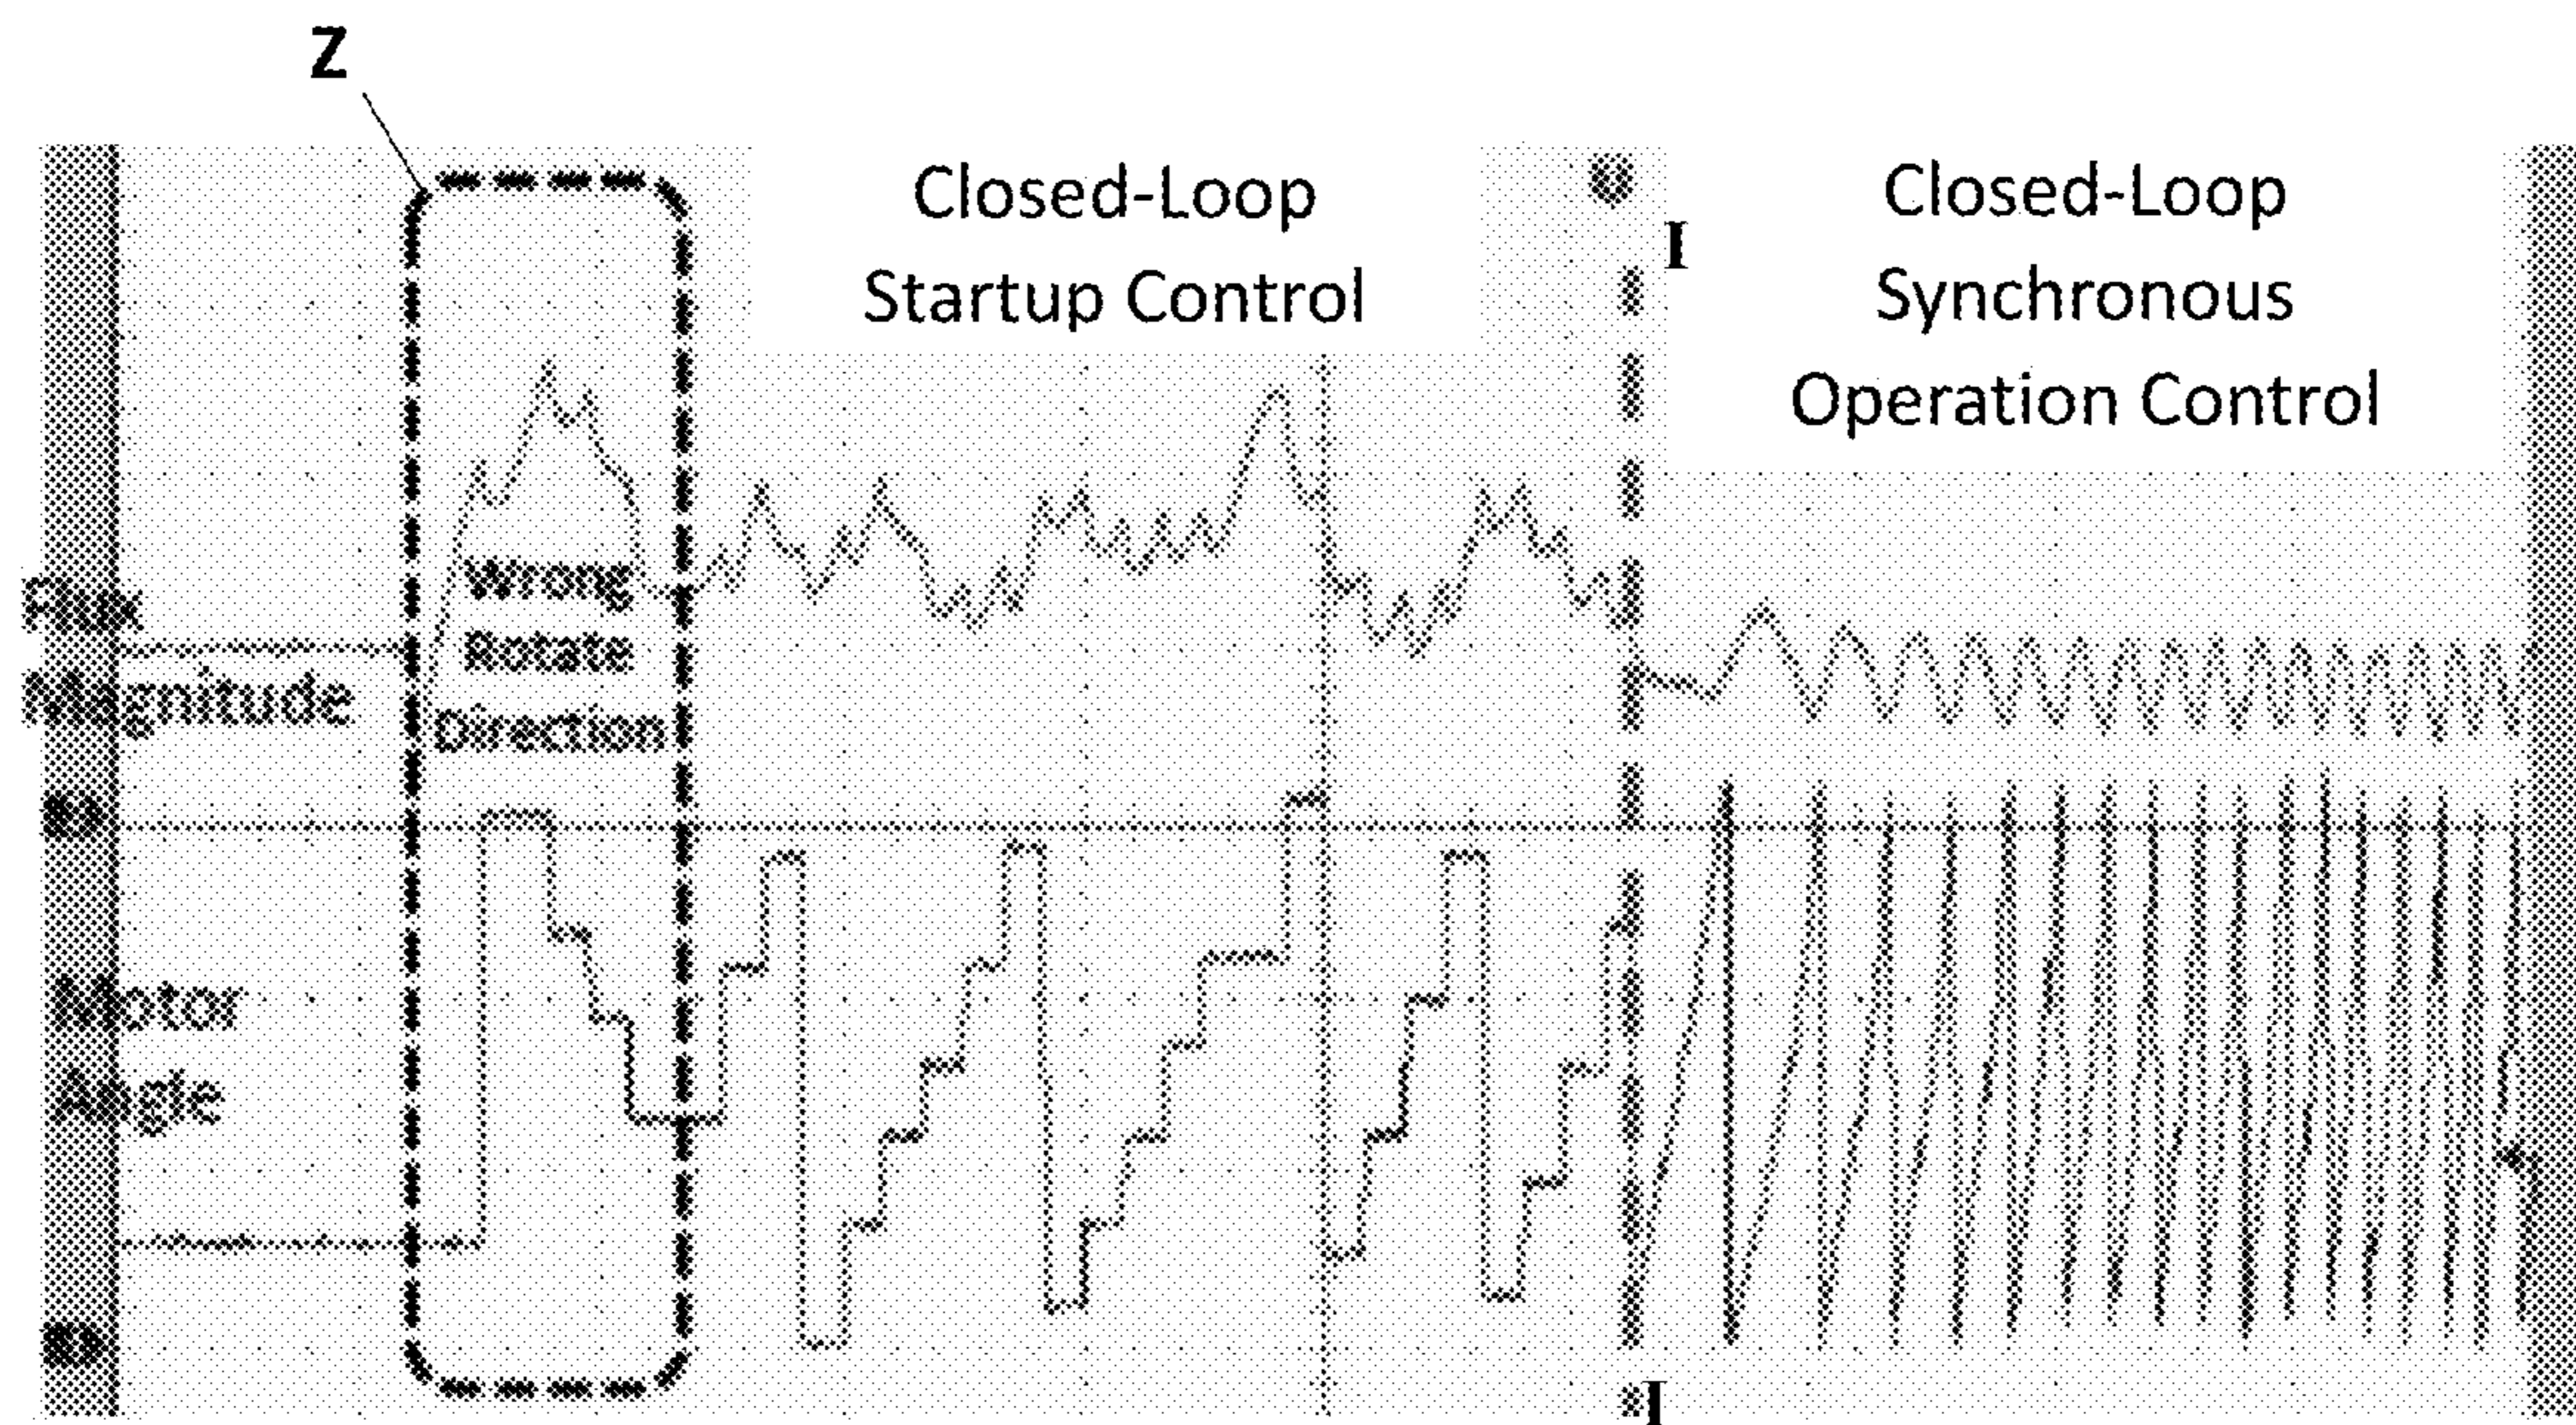 Z
Closed-Loop
Startup Control
I
Closed-Loop
Synchronous
Operation Control
Flux
Magnitude
Wrong
Rotate
Direction
Motor
Angle
I